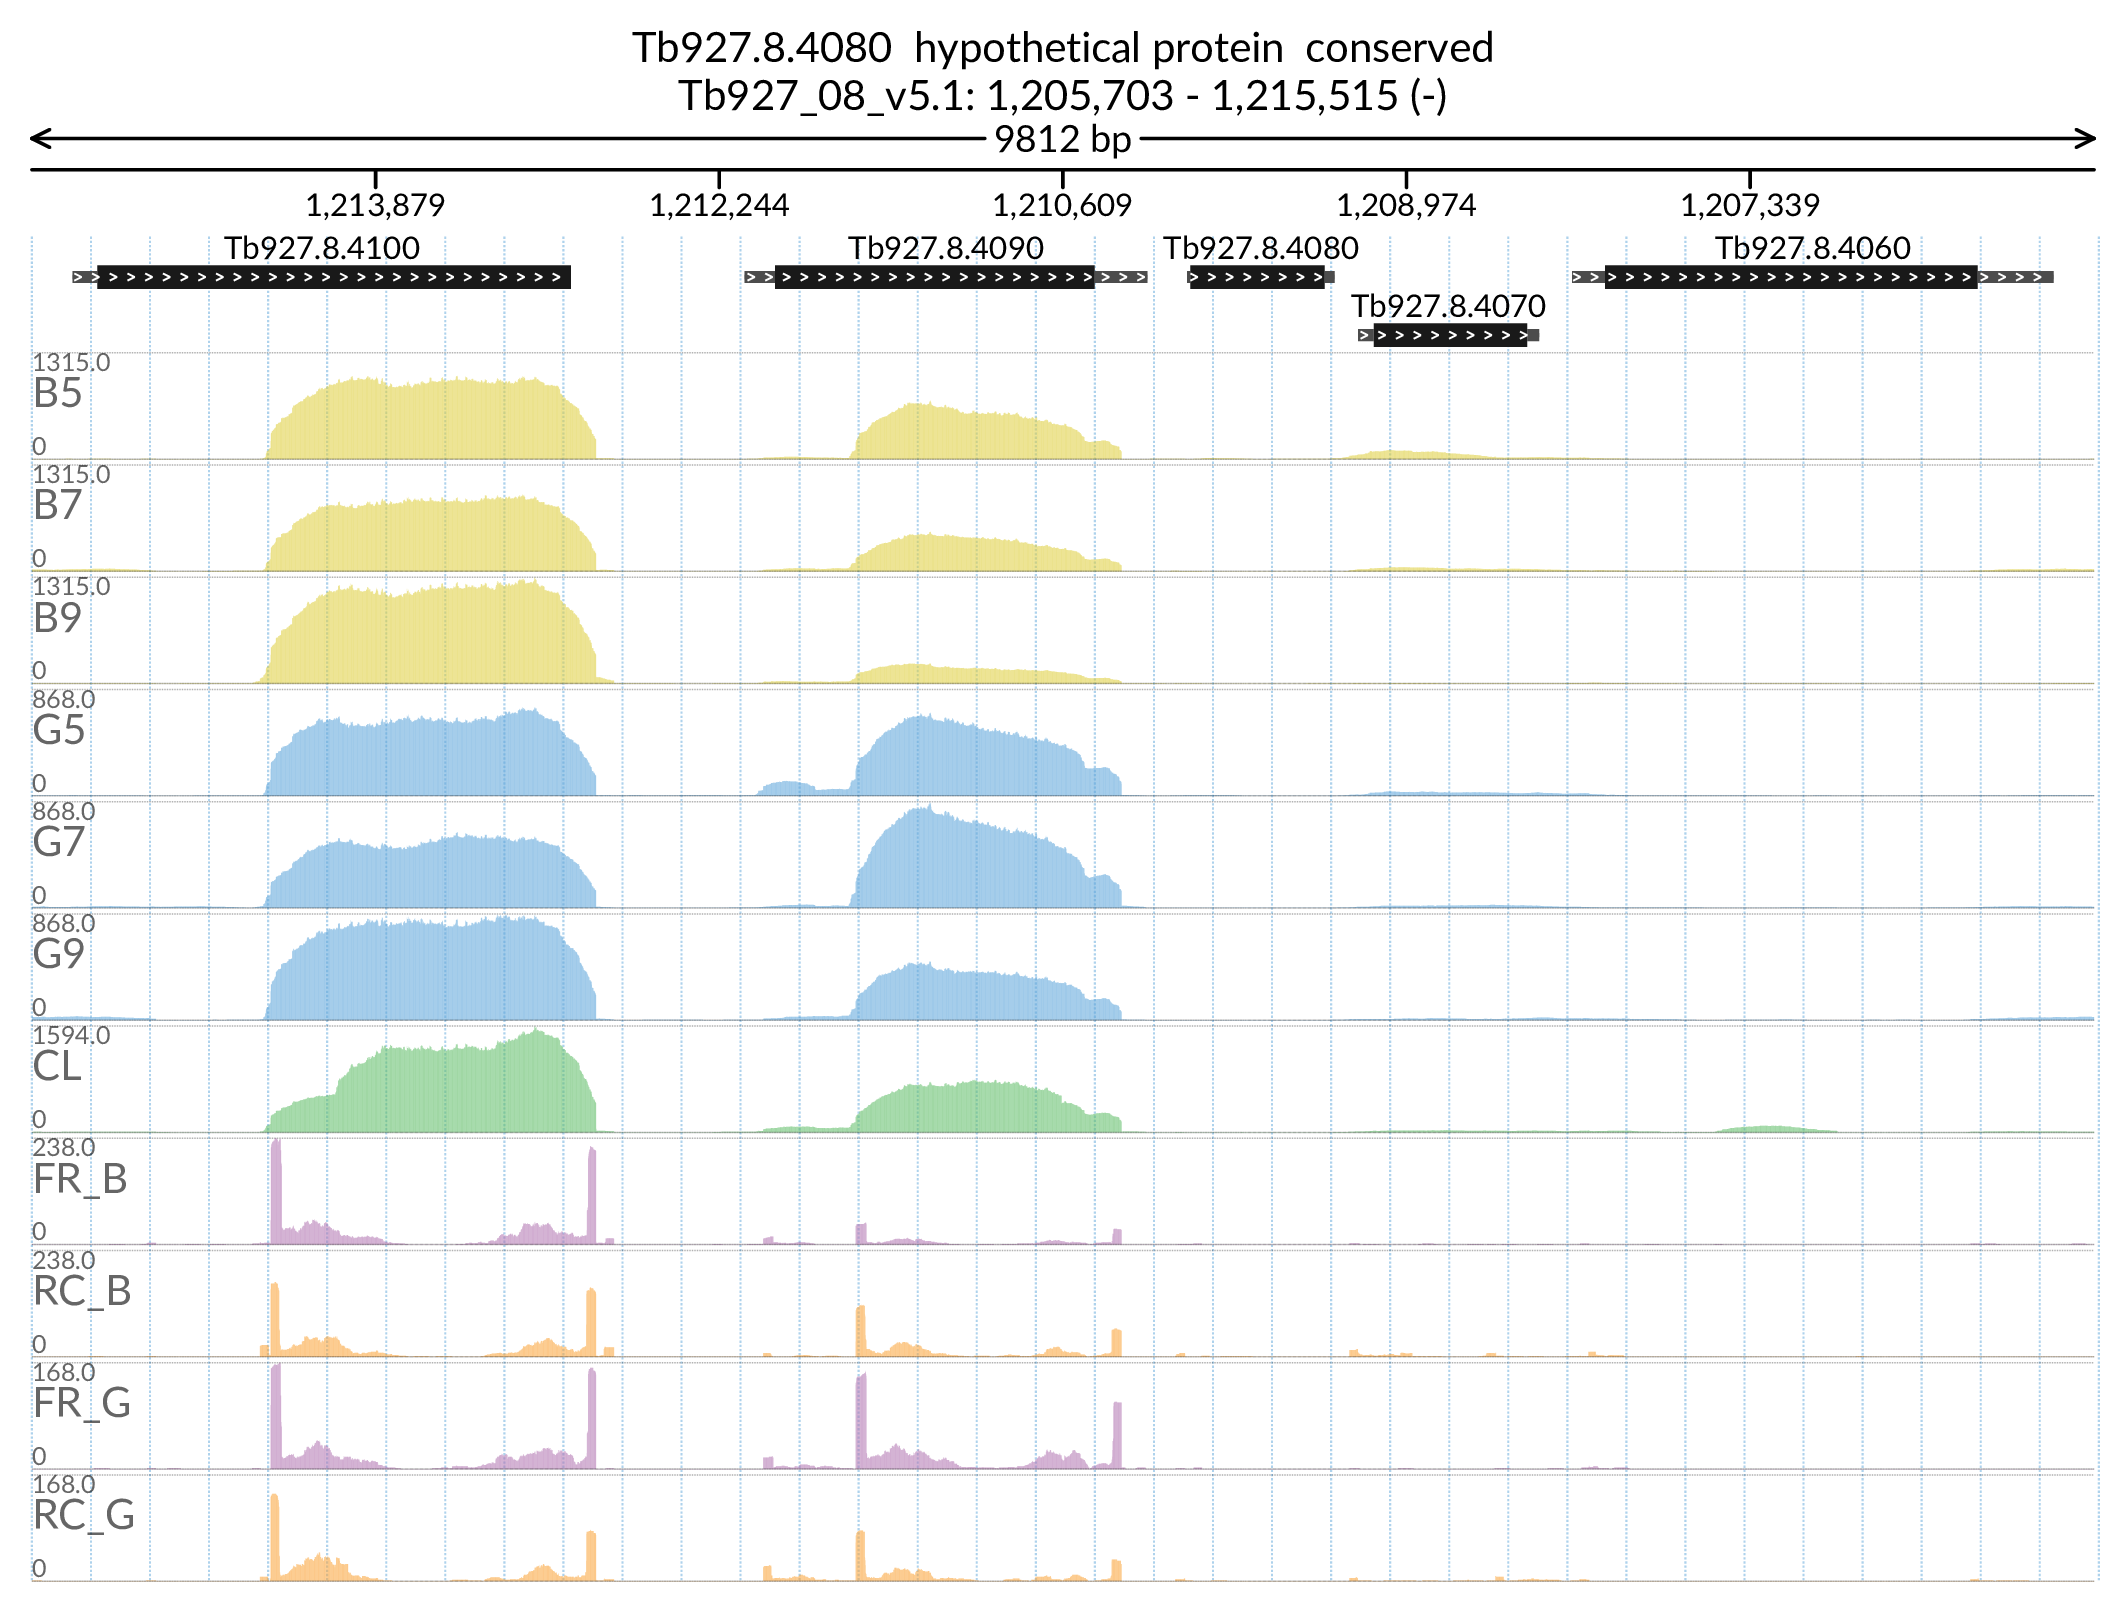 Tb927.8.4080  hypothetical protein  conserved
Tb927_08_v5.1: 1,205,703 - 1,215,515 (-)
9812 bp
1,213,879 1,212,244 1,210,609 1,208,974 1,207,339
Tb927.8.4100 Tb927.8.4090 Tb927.8.4080 Tb927.8.4060
Tb927.8.4070
1315.0
B5
0
1315.0
B7
0
1315.0
B9
0
868.0
G5
0
868.0
G7
0
868.0
G9
0
1594.0
CL
0
238.0
FR_B
0
238.0
RC_B
0
168.0
FR_G
0
168.0
RC_G
0